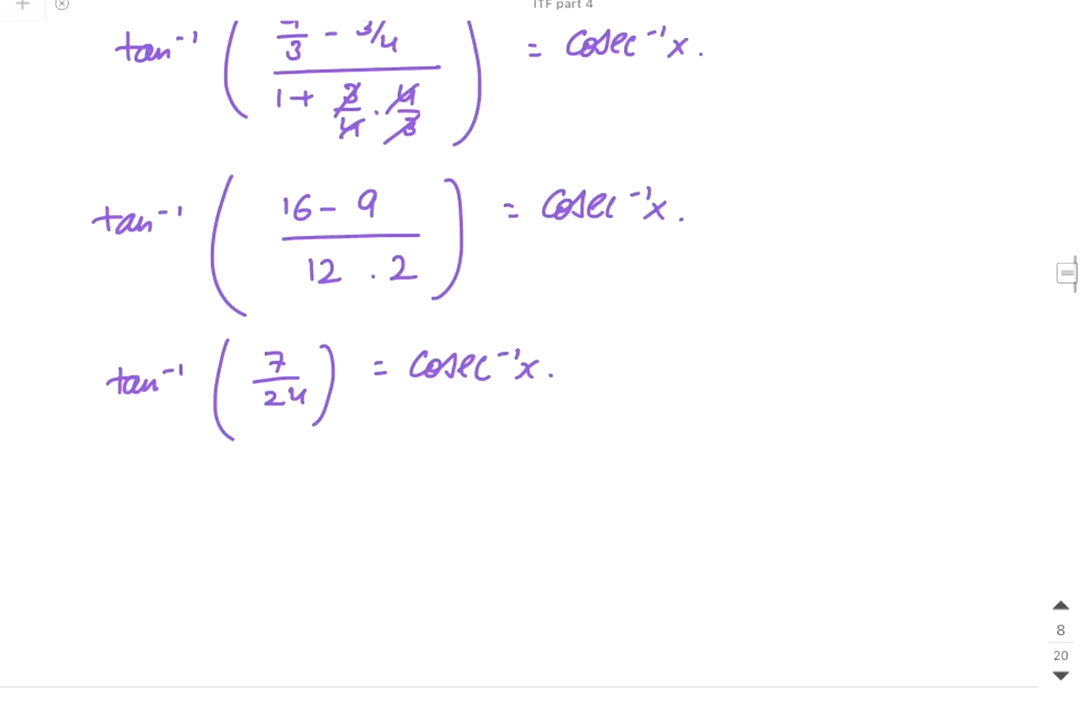 ITF part 4
tan⁻¹ ( (/3 - 3/4) / (1 + 3/4 · 4/3) ) = cosec⁻¹x.
tan⁻¹ ( (16 - 9) / (12 . 2) ) = cosec⁻¹x.
tan⁻¹ ( 7/24 ) = cosec⁻¹x.
8
20